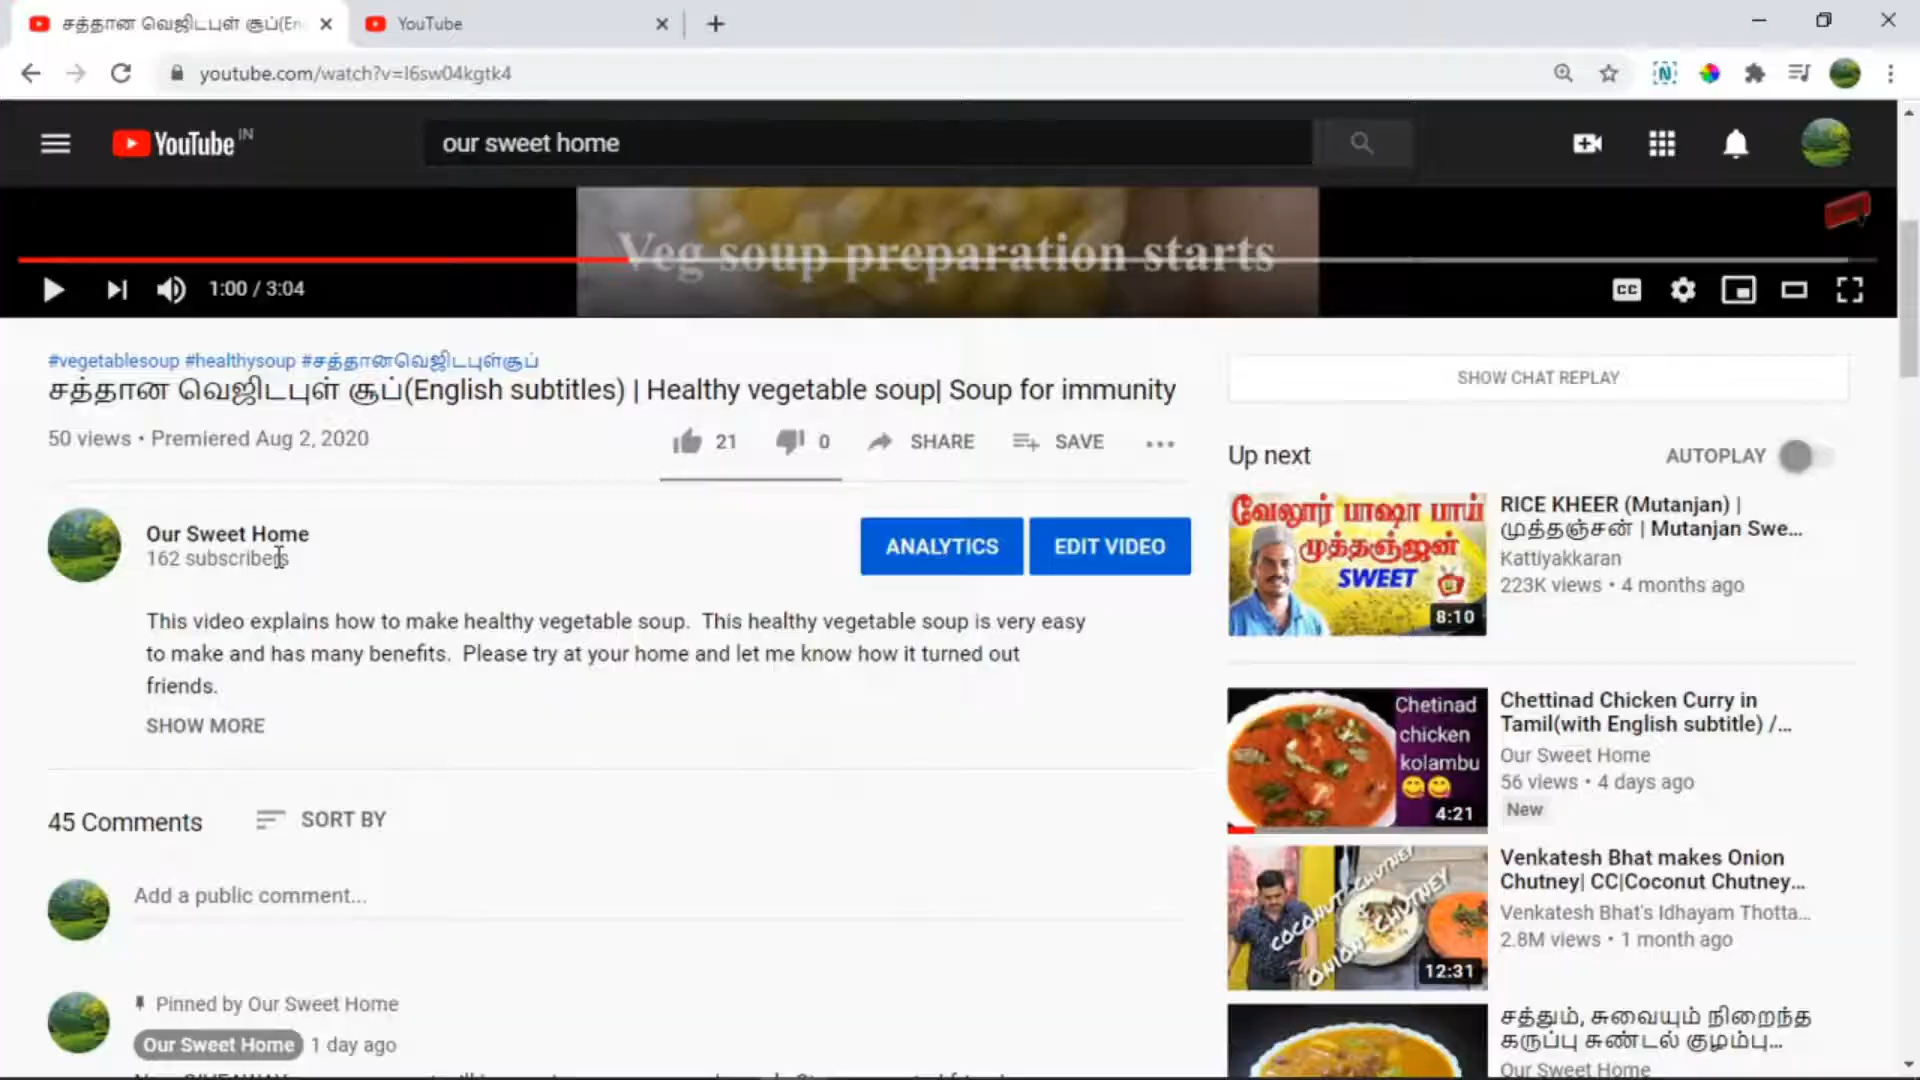 சத்தான வெஜிடபுள் சூப்(En
YouTube
youtube.com/watch?v=l6sw04kgtk4
YouTube IN
our sweet home
Veg soup preparation starts
1:00 / 3:04
CC
#vegetablesoup #healthysoup #சத்தானவெஜிடபுள்சூப்
சத்தான வெஜிடபுள் சூப்(English subtitles) | Healthy vegetable soup| Soup for immunity
50 views • Premiered Aug 2, 2020
21
0
SHARE
SAVE
Our Sweet Home
162 subscribers
ANALYTICS
EDIT VIDEO
This video explains how to make healthy vegetable soup. This healthy vegetable soup is very easy
to make and has many benefits. Please try at your home and let me know how it turned out
friends.
SHOW MORE
45 Comments
SORT BY
Add a public comment...
Pinned by Our Sweet Home
Our Sweet Home 1 day ago
SHOW CHAT REPLAY
Up next
AUTOPLAY
வேலூர் பாஷா பாய்
முத்தஞ்ஜன்
SWEET
8:10
RICE KHEER (Mutanjan) |
முத்தஞ்சன் | Mutanjan Swe...
Kattiyakkaran
223K views • 4 months ago
Chetinad
chicken
kolambu
4:21
Chettinad Chicken Curry in
Tamil(with English subtitle) /...
Our Sweet Home
56 views • 4 days ago
New
COCONUT-CHUTNEY
ONION-CHUTNEY
12:31
Venkatesh Bhat makes Onion
Chutney| CC|Coconut Chutney...
Venkatesh Bhat's Idhayam Thotta...
2.8M views • 1 month ago
சத்தும், சுவையும் நிறைந்த
கருப்பு சுண்டல் குழம்பு...
Our Sweet Home